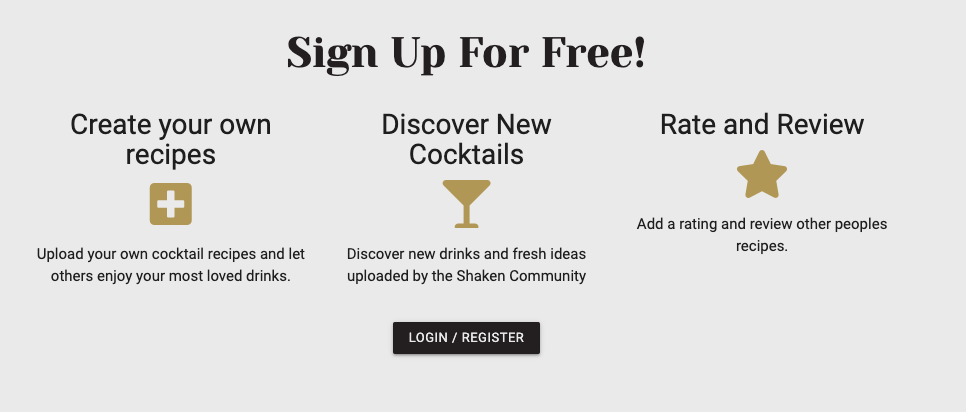 Sign Up For Free!
Create your own
recipes
Upload your own cocktail recipes and let
others enjoy your most loved drinks.
Discover New
Cocktails
Discover new drinks and fresh ideas
uploaded by the Shaken Community
Rate and Review
Add a rating and review other peoples
recipes.
LOGIN / REGISTER